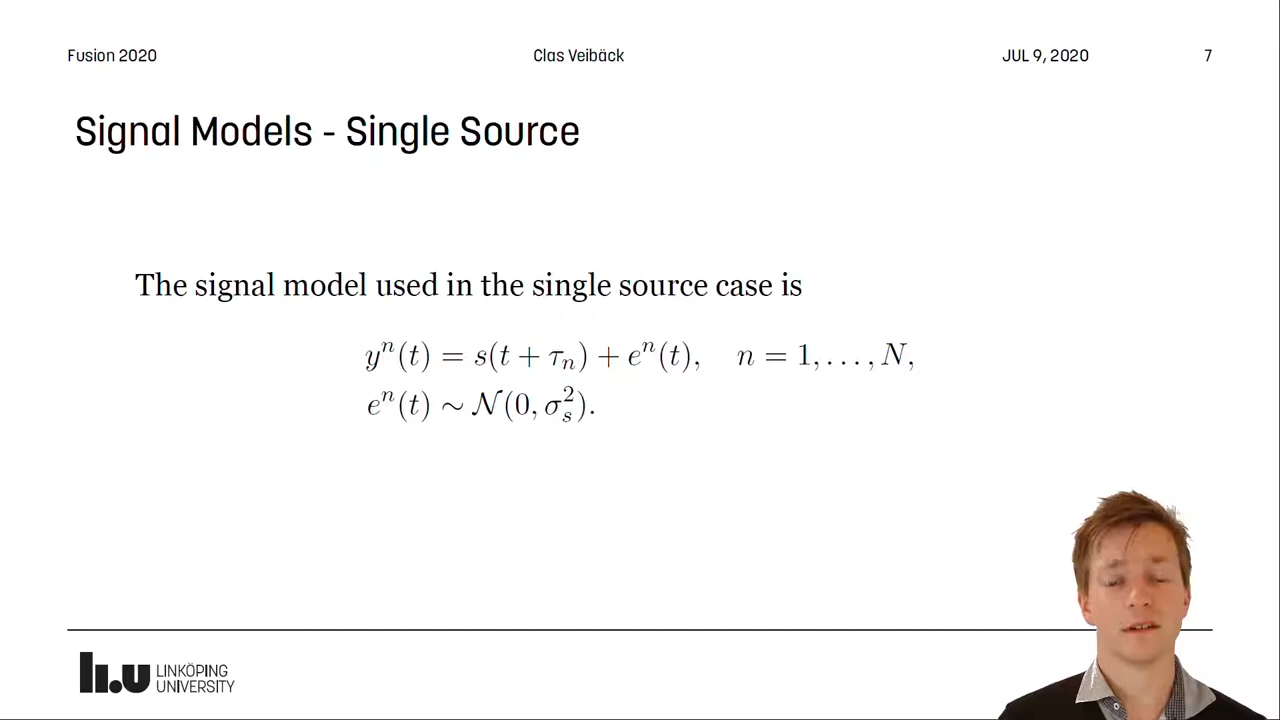 Fusion 2020 Clas Veibäck JUL 9, 2020 7
Signal Models - Single Source
The signal model used in the single source case is
yⁿ(t) = s(t + τₙ) + eⁿ(t), n = 1, . . . , N,
eⁿ(t) ∼ 𝒩(0, σₛ²).
li.u LINKÖPING
UNIVERSITY